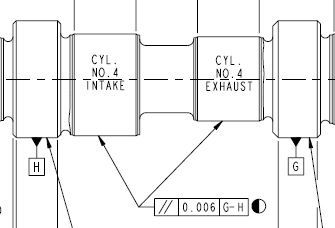 CYL.
NO.4
INTAKE
CYL.
NO.4
EXHAUST
H
G
// 0.006 G-H